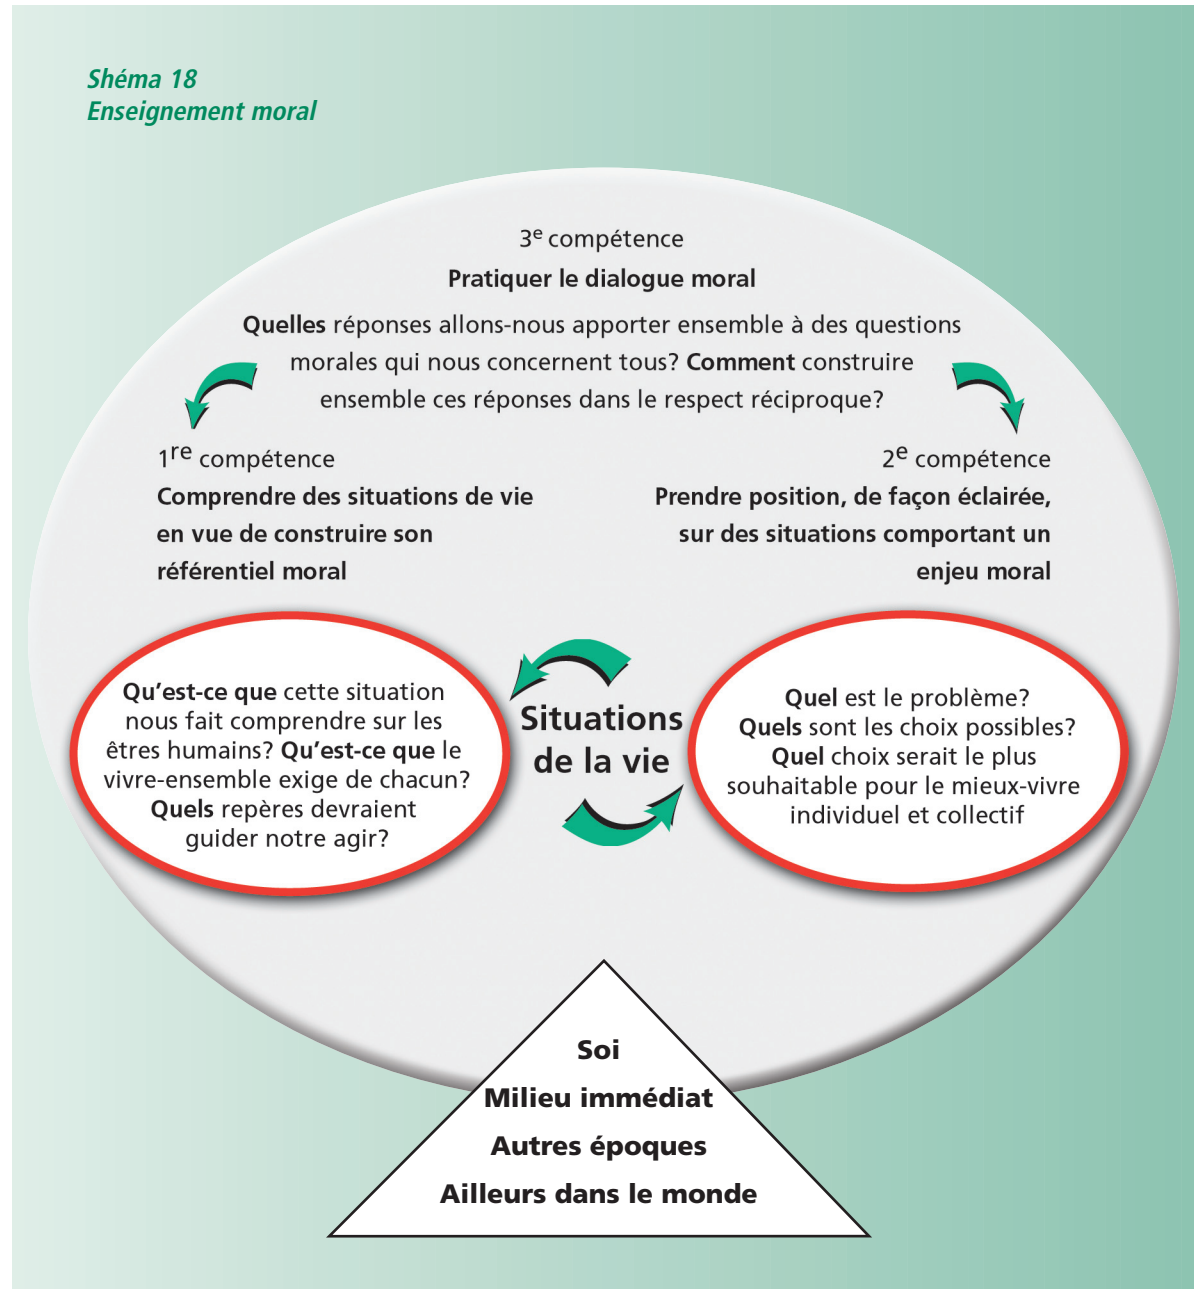 Shéma 18
Enseignement moral
3e compétence
Pratiquer le dialogue moral
Quelles réponses allons-nous apporter ensemble à des questions
morales qui nous concernent tous? Comment construire
ensemble ces réponses dans le respect réciproque?
1re compétence
Comprendre des situations de vie
en vue de construire son
référentiel moral
2e compétence
Prendre position, de façon éclairée,
sur des situations comportant un
enjeu moral
Qu’est-ce que cette situation
nous fait comprendre sur les
êtres humains? Qu’est-ce que le
vivre-ensemble exige de chacun?
Quels repères devraient
guider notre agir?
Situations
de la vie
Quel est le problème?
Quels sont les choix possibles?
Quel choix serait le plus
souhaitable pour le mieux-vivre
individuel et collectif
Soi
Milieu immédiat
Autres époques
Ailleurs dans le monde